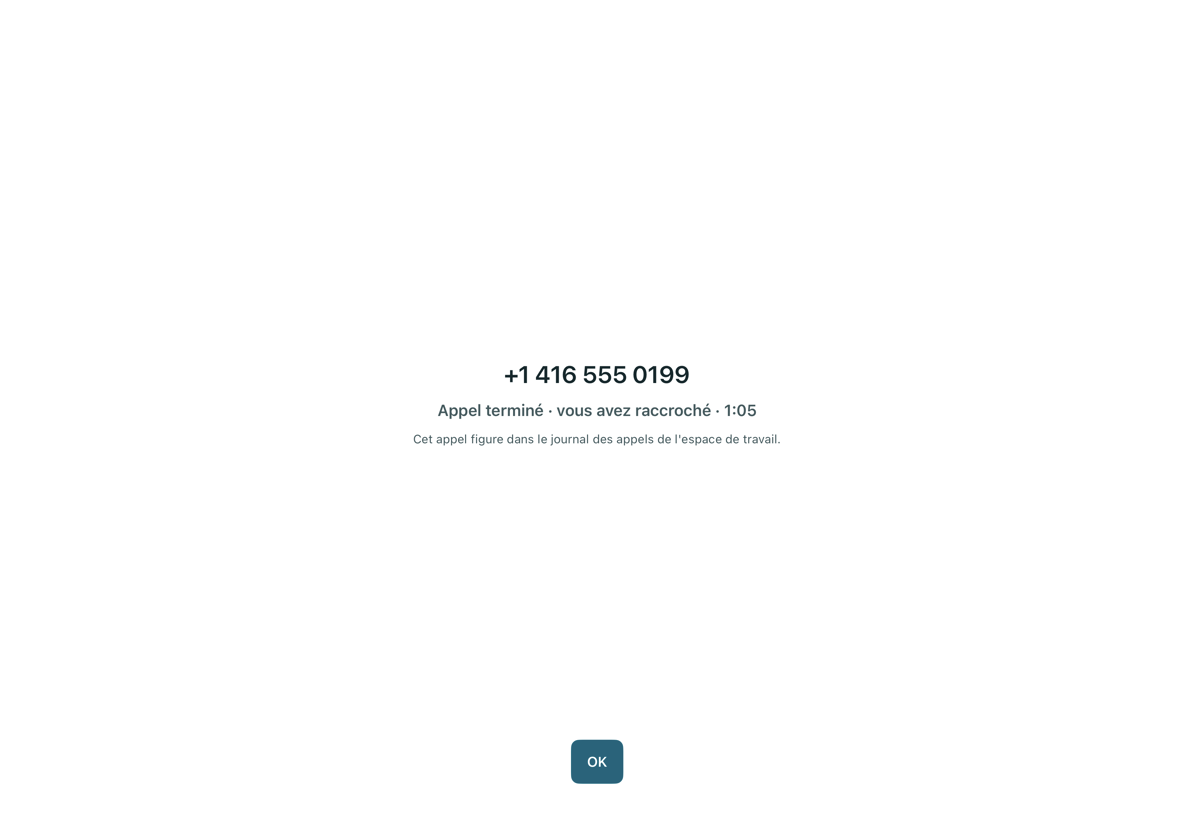 +1 416 555 0199
Appel terminé · vous avez raccroché · 1:05
Cet appel figure dans le journal des appels de l'espace de travail.
OK